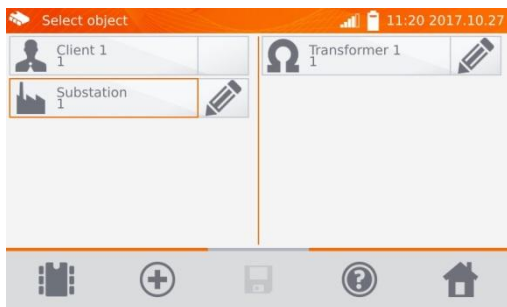 Select object
11:20 2017.10.27
Client 1
1
Substation
1
Transformer 1
1